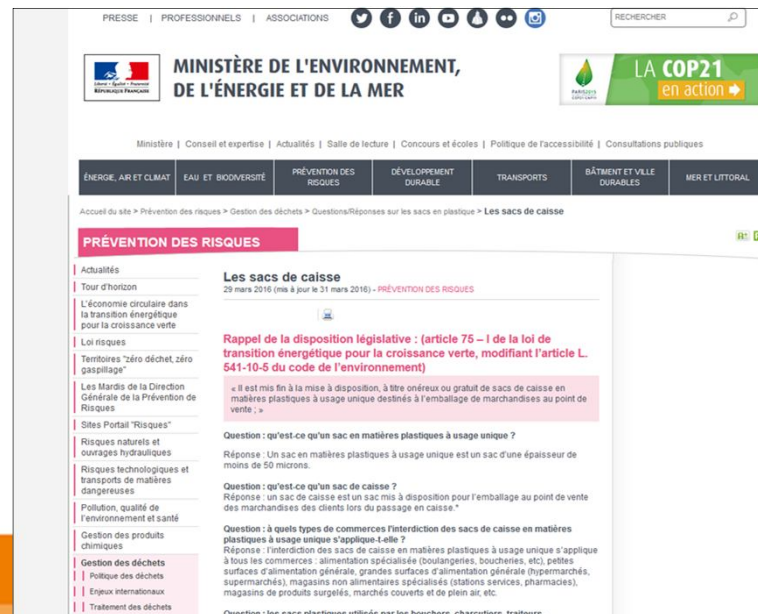 PRESSE | PROFESSIONNELS | ASSOCIATIONS
RECHERCHER
Liberté • Égalité • Fraternité
RÉPUBLIQUE FRANÇAISE
MINISTÈRE DE L'ENVIRONNEMENT,
DE L'ÉNERGIE ET DE LA MER
PARIS2015
LA COP21
en action
Ministère | Conseil et expertise | Actualités | Salle de lecture | Concours et écoles | Politique de l'accessibilité | Consultations publiques
ÉNERGIE, AIR ET CLIMAT
EAU ET BIODIVERSITÉ
PRÉVENTION DES
RISQUES
DÉVELOPPEMENT
DURABLE
TRANSPORTS
BÂTIMENT ET VILLE
DURABLES
MER ET LITTORAL
Accueil du site > Prévention des risques > Gestion des déchets > Questions/Réponses sur les sacs en plastique > Les sacs de caisse
PRÉVENTION DES RISQUES
Actualités
Tour d'horizon
L'économie circulaire dans
la transition énergétique
pour la croissance verte
Loi risques
Territoires "zéro déchet, zéro
gaspillage"
Les Mardis de la Direction
Générale de la Prévention de
Risques
Sites Portail "Risques"
Risques naturels et
ouvrages hydrauliques
Risques technologiques et
transports de matières
dangereuses
Pollution, qualité de
l'environnement et santé
Gestion des produits
chimiques
Gestion des déchets
Politique des déchets
Enjeux internationaux
Traitement des déchets
Les sacs de caisse
29 mars 2016 (mis à jour le 31 mars 2016) - PRÉVENTION DES RISQUES
Rappel de la disposition législative : (article 75 – I de la loi de
transition énergétique pour la croissance verte, modifiant l'article L.
541-10-5 du code de l'environnement)
« Il est mis fin à la mise à disposition, à titre onéreux ou gratuit de sacs de caisse en
matières plastiques à usage unique destinés à l'emballage de marchandises au point de
vente ; »
Question : qu'est-ce qu'un sac en matières plastiques à usage unique ?
Réponse : Un sac en matières plastiques à usage unique est un sac d'une épaisseur de
moins de 50 microns.
Question : qu'est-ce qu'un sac de caisse ?
Réponse : un sac de caisse est un sac mis à disposition pour l'emballage au point de vente
des marchandises des clients lors du passage en caisse.*
Question : à quels types de commerces l'interdiction des sacs de caisse en matières
plastiques à usage unique s'applique-t-elle ?
Réponse : l'interdiction des sacs de caisse en matières plastiques à usage unique s'applique
à tous les commerces : alimentation spécialisée (boulangeries, boucheries, etc), petites
surfaces d'alimentation générale, grandes surfaces d'alimentation générale (hypermarchés,
supermarchés), magasins non alimentaires spécialisés (stations services, pharmacies),
magasins de produits surgelés, marchés couverts et de plein air, etc.
Question : les sacs plastiques utilisés par les bouchers, charcutiers, traiteurs,